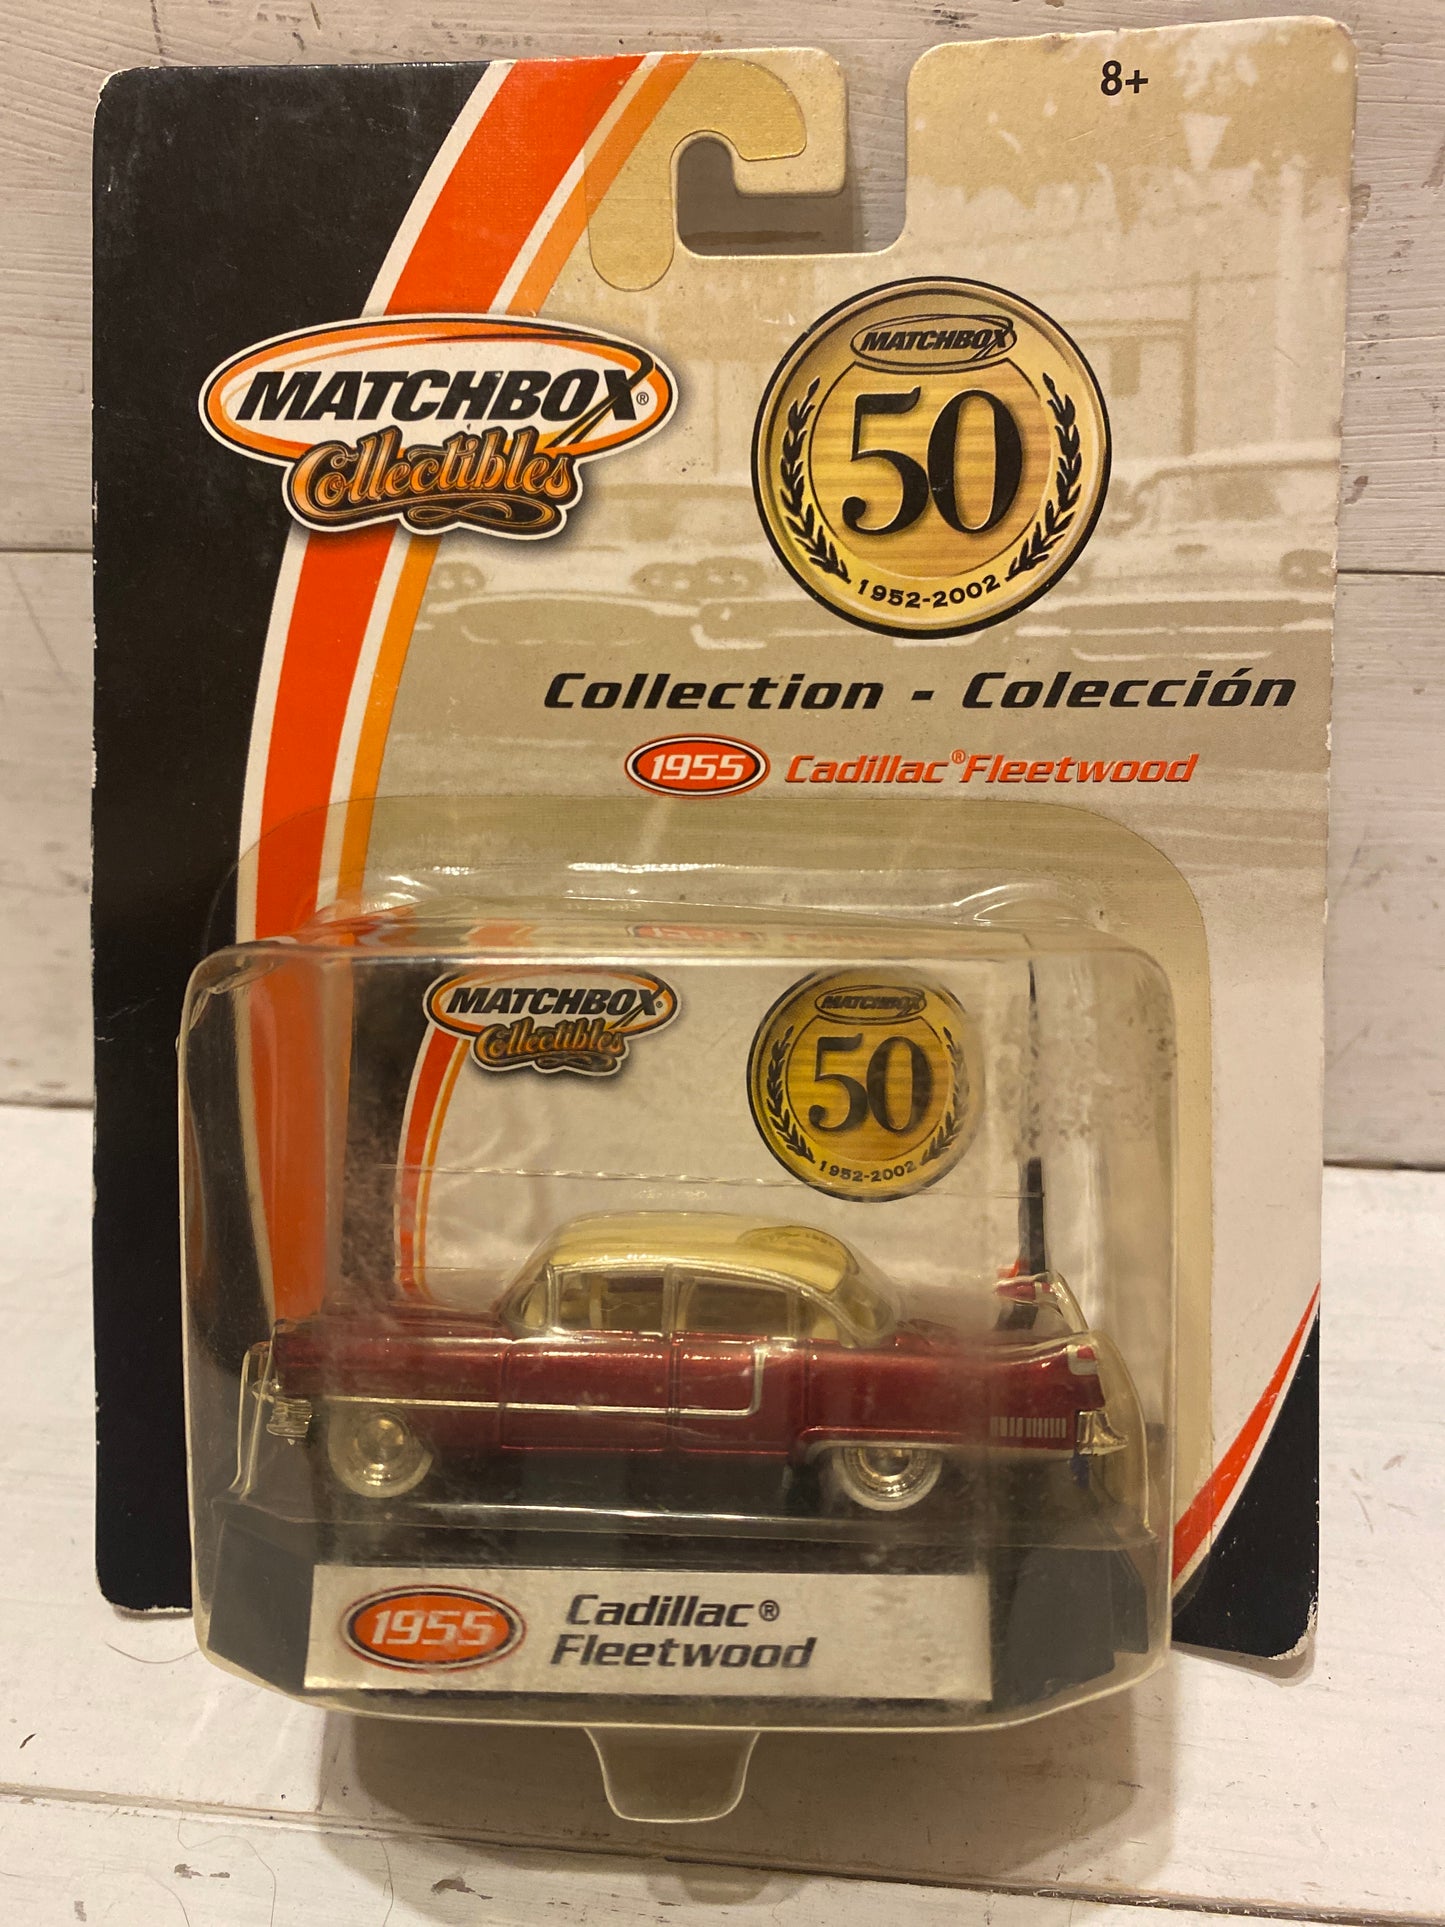 8+
MATCHBOX®
Collectibles
MATCHBOX
50
1952-2002
Collection - Colección
1955 Cadillac® Fleetwood
MATCHBOX®
Collectibles
MATCHBOX
50
1952-2002
1955 Cadillac®
Fleetwood